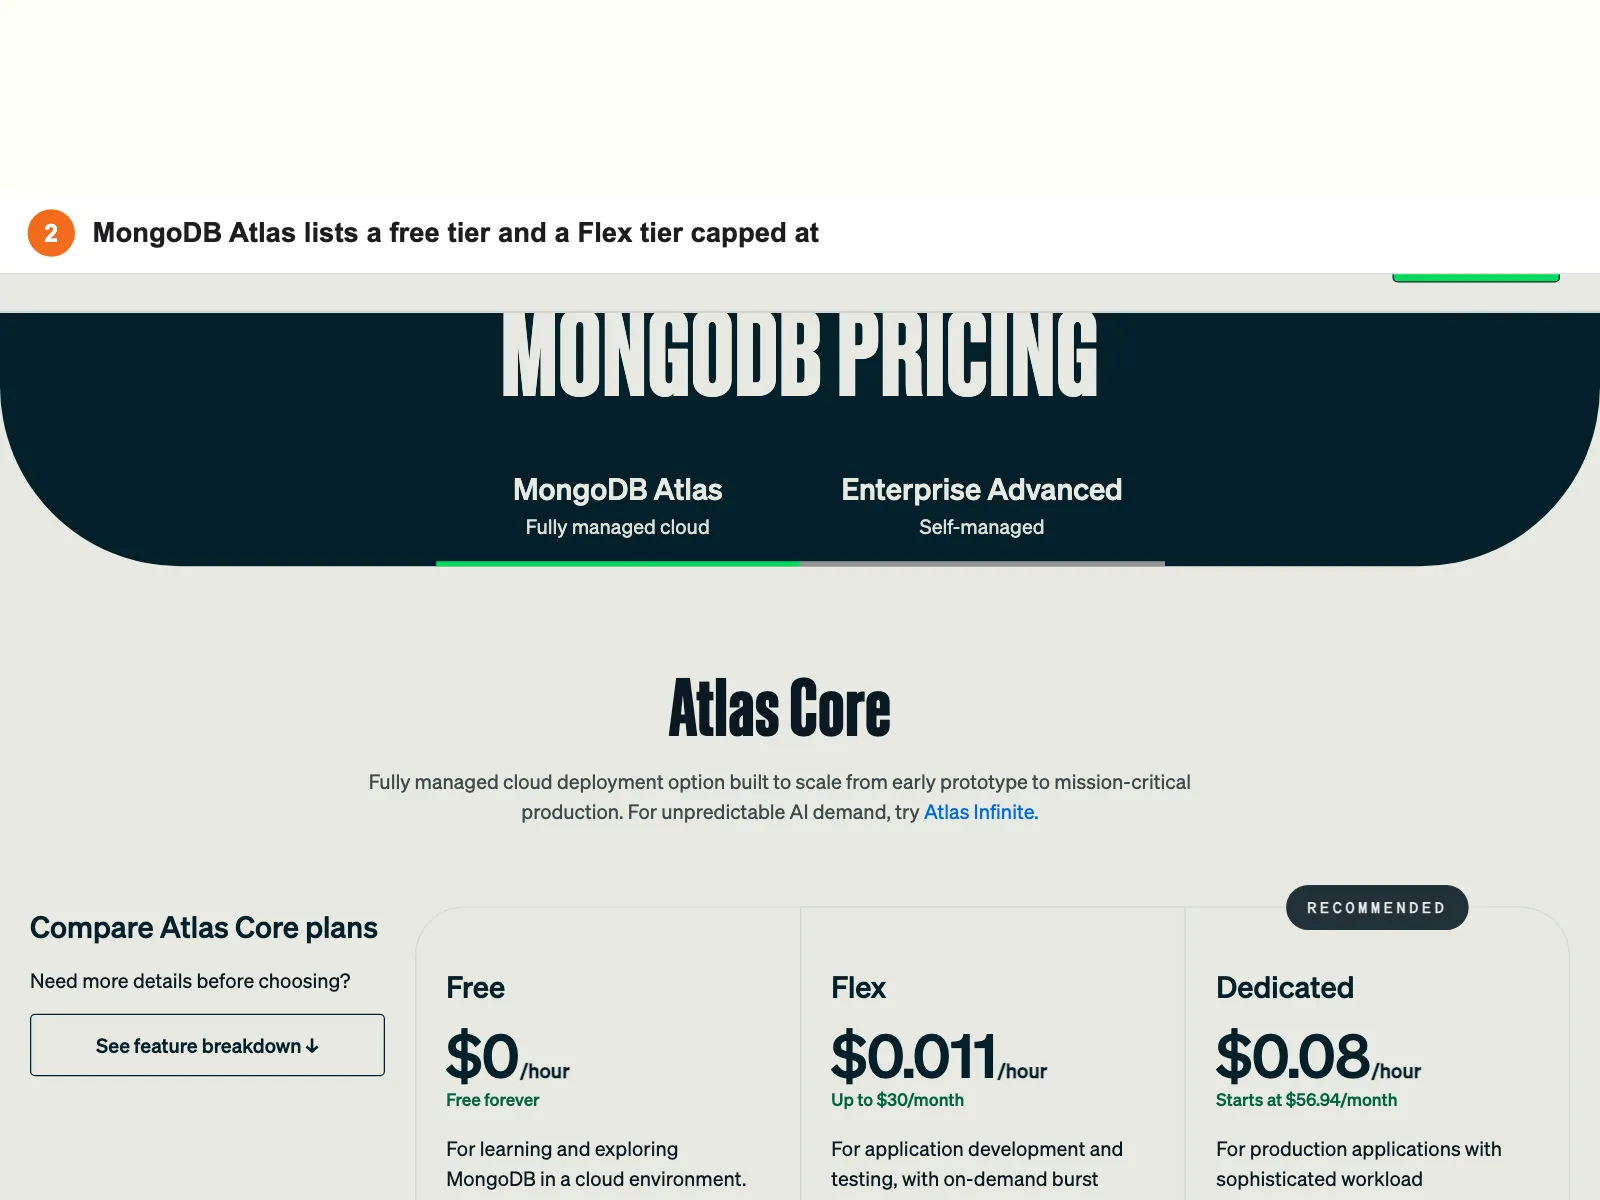 2
MongoDB Atlas lists a free tier and a Flex tier capped at
MONGODB PRICING
MongoDB Atlas
Fully managed cloud
Enterprise Advanced
Self-managed
Atlas Core
Fully managed cloud deployment option built to scale from early prototype to mission-critical
production. For unpredictable AI demand, try Atlas Infinite.
Compare Atlas Core plans
Need more details before choosing?
See feature breakdown ↓
Free
$0/hour
Free forever
For learning and exploring
MongoDB in a cloud environment.
Flex
$0.011/hour
Up to $30/month
For application development and
testing, with on-demand burst
RECOMMENDED
Dedicated
$0.08/hour
Starts at $56.94/month
For production applications with
sophisticated workload